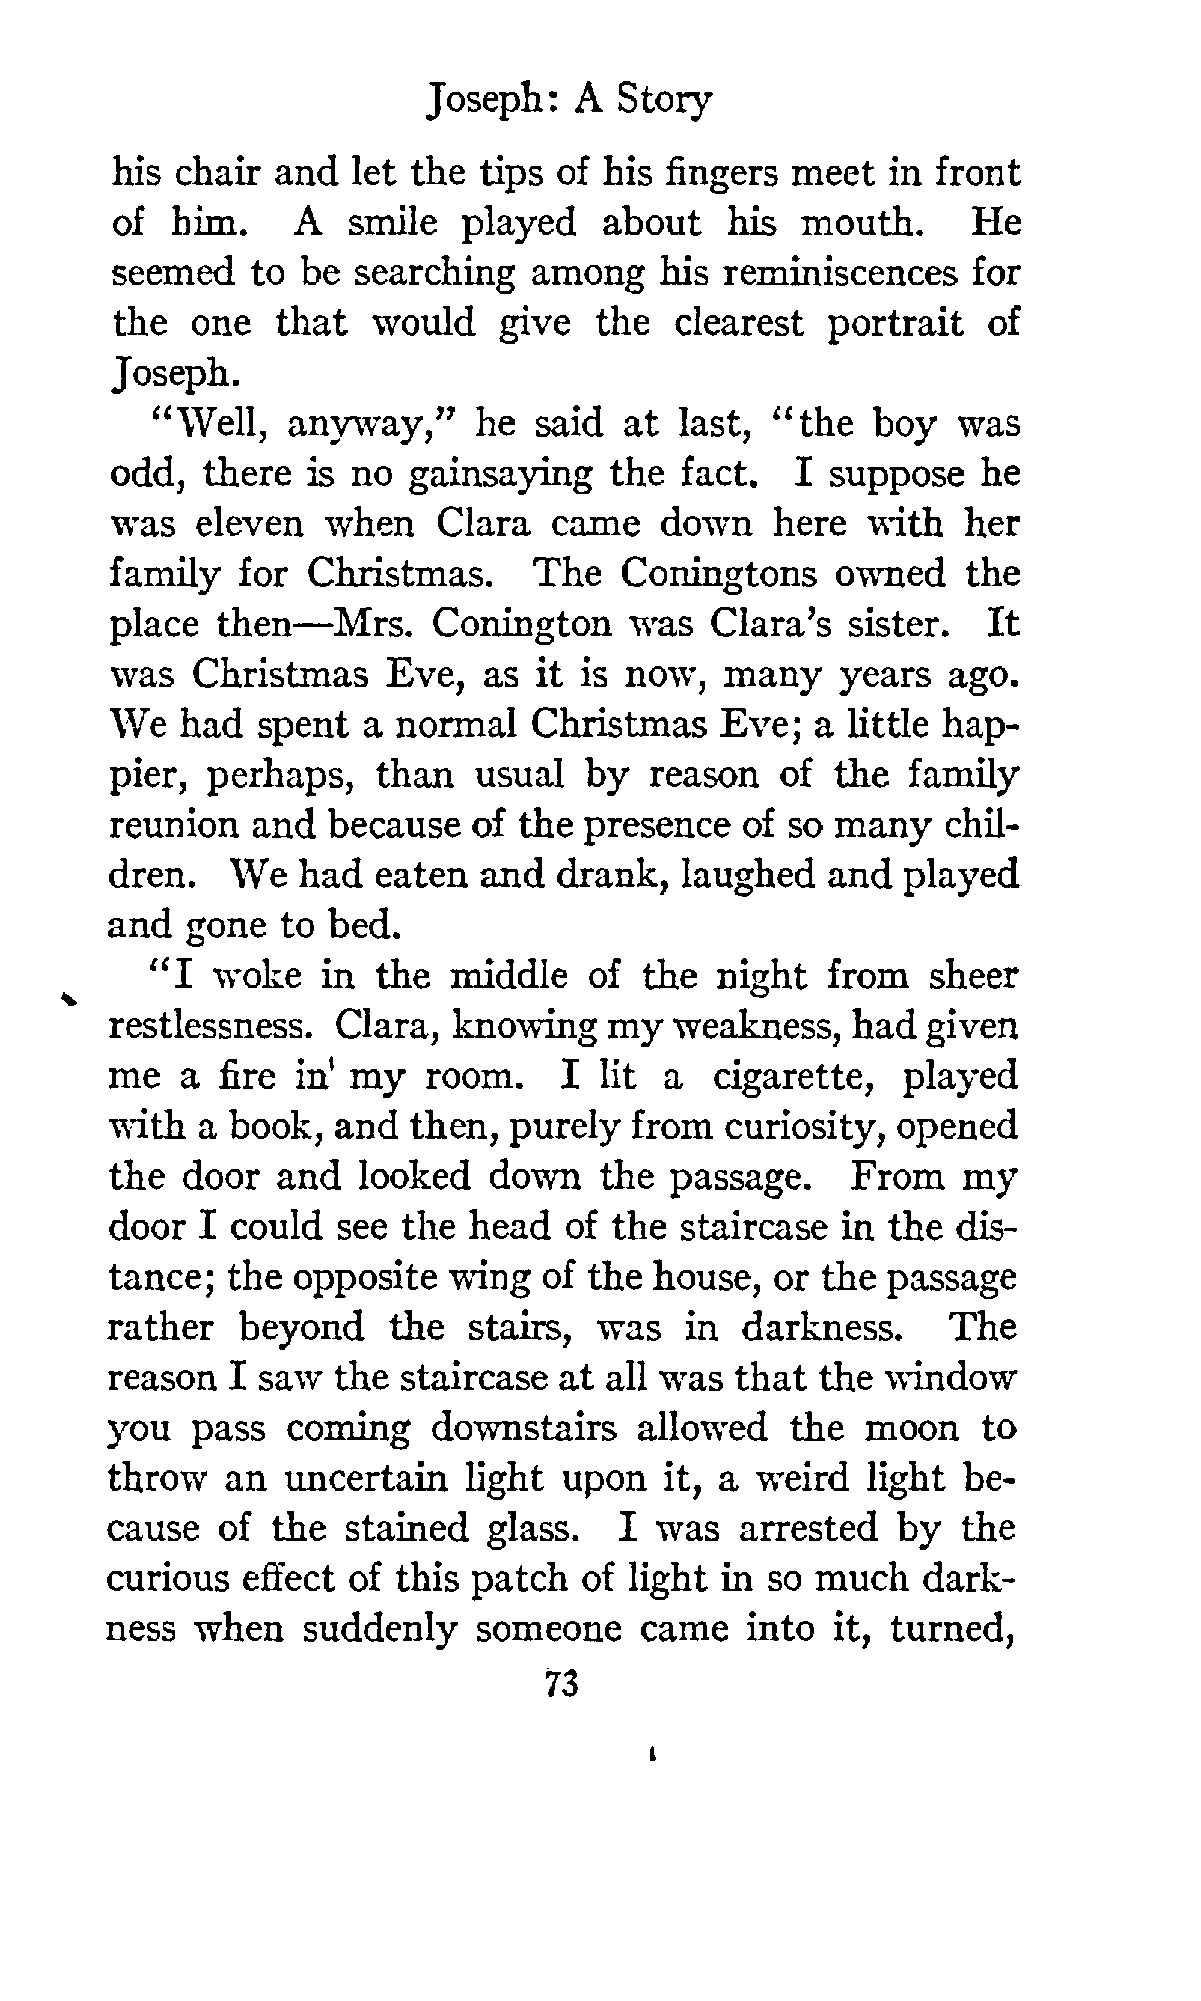 Joseph: A Story
his chair and let the tips of his fingers meet in front
of him. A smile played about his mouth. He
seemed to be searching among his reminiscences for
the one that would give the clearest portrait of
Joseph.
"Well, anyway," he said at last, "the boy was
odd, there is no gainsaying the fact. I suppose he
was eleven when Clara came down here with her
family for Christmas. The Coningtons owned the
place then—Mrs. Conington was Clara's sister. It
was Christmas Eve, as it is now, many years ago.
We had spent a normal Christmas Eve; a little hap-
pier, perhaps, than usual by reason of the family
reunion and because of the presence of so many chil-
dren. We had eaten and drank, laughed and played
and gone to bed.
"I woke in the middle of the night from sheer
restlessness. Clara, knowing my weakness, had given
me a fire in my room. I lit a cigarette, played
with a book, and then, purely from curiosity, opened
the door and looked down the passage. From my
door I could see the head of the staircase in the dis-
tance; the opposite wing of the house, or the passage
rather beyond the stairs, was in darkness. The
reason I saw the staircase at all was that the window
you pass coming downstairs allowed the moon to
throw an uncertain light upon it, a weird light be-
cause of the stained glass. I was arrested by the
curious effect of this patch of light in so much dark-
ness when suddenly someone came into it, turned,
73